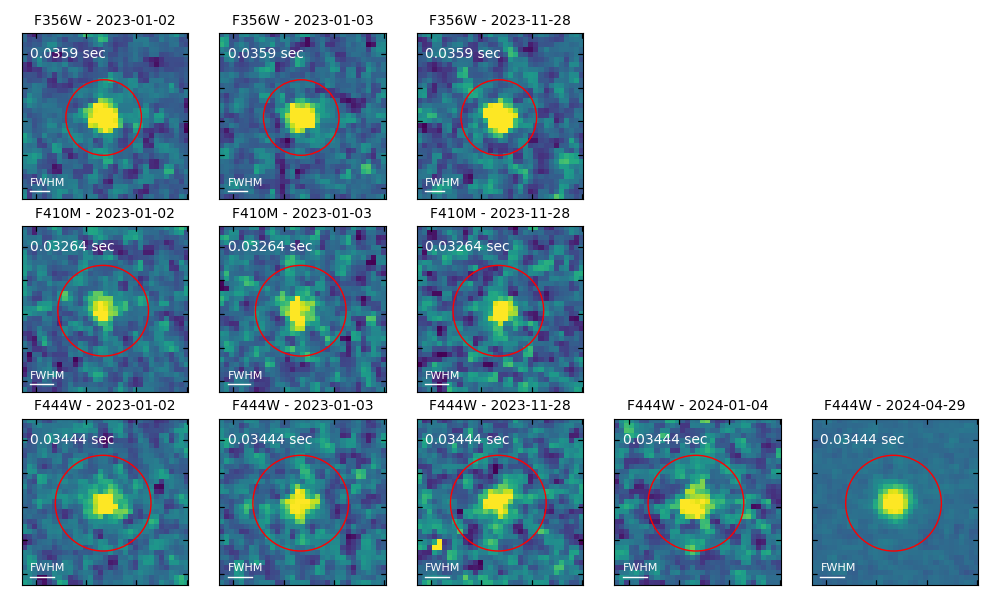 F356W - 2023-01-02
F356W - 2023-01-03
F356W - 2023-11-28
0.0359 sec
0.0359 sec
0.0359 sec
FWHM
FWHM
FWHM
F410M - 2023-01-02
F410M - 2023-01-03
F410M - 2023-11-28
0.03264 sec
0.03264 sec
0.03264 sec
FWHM
FWHM
FWHM
F444W - 2023-01-02
F444W - 2023-01-03
F444W - 2023-11-28
F444W - 2024-01-04
F444W - 2024-04-29
0.03444 sec
0.03444 sec
0.03444 sec
0.03444 sec
0.03444 sec
FWHM
FWHM
FWHM
FWHM
FWHM